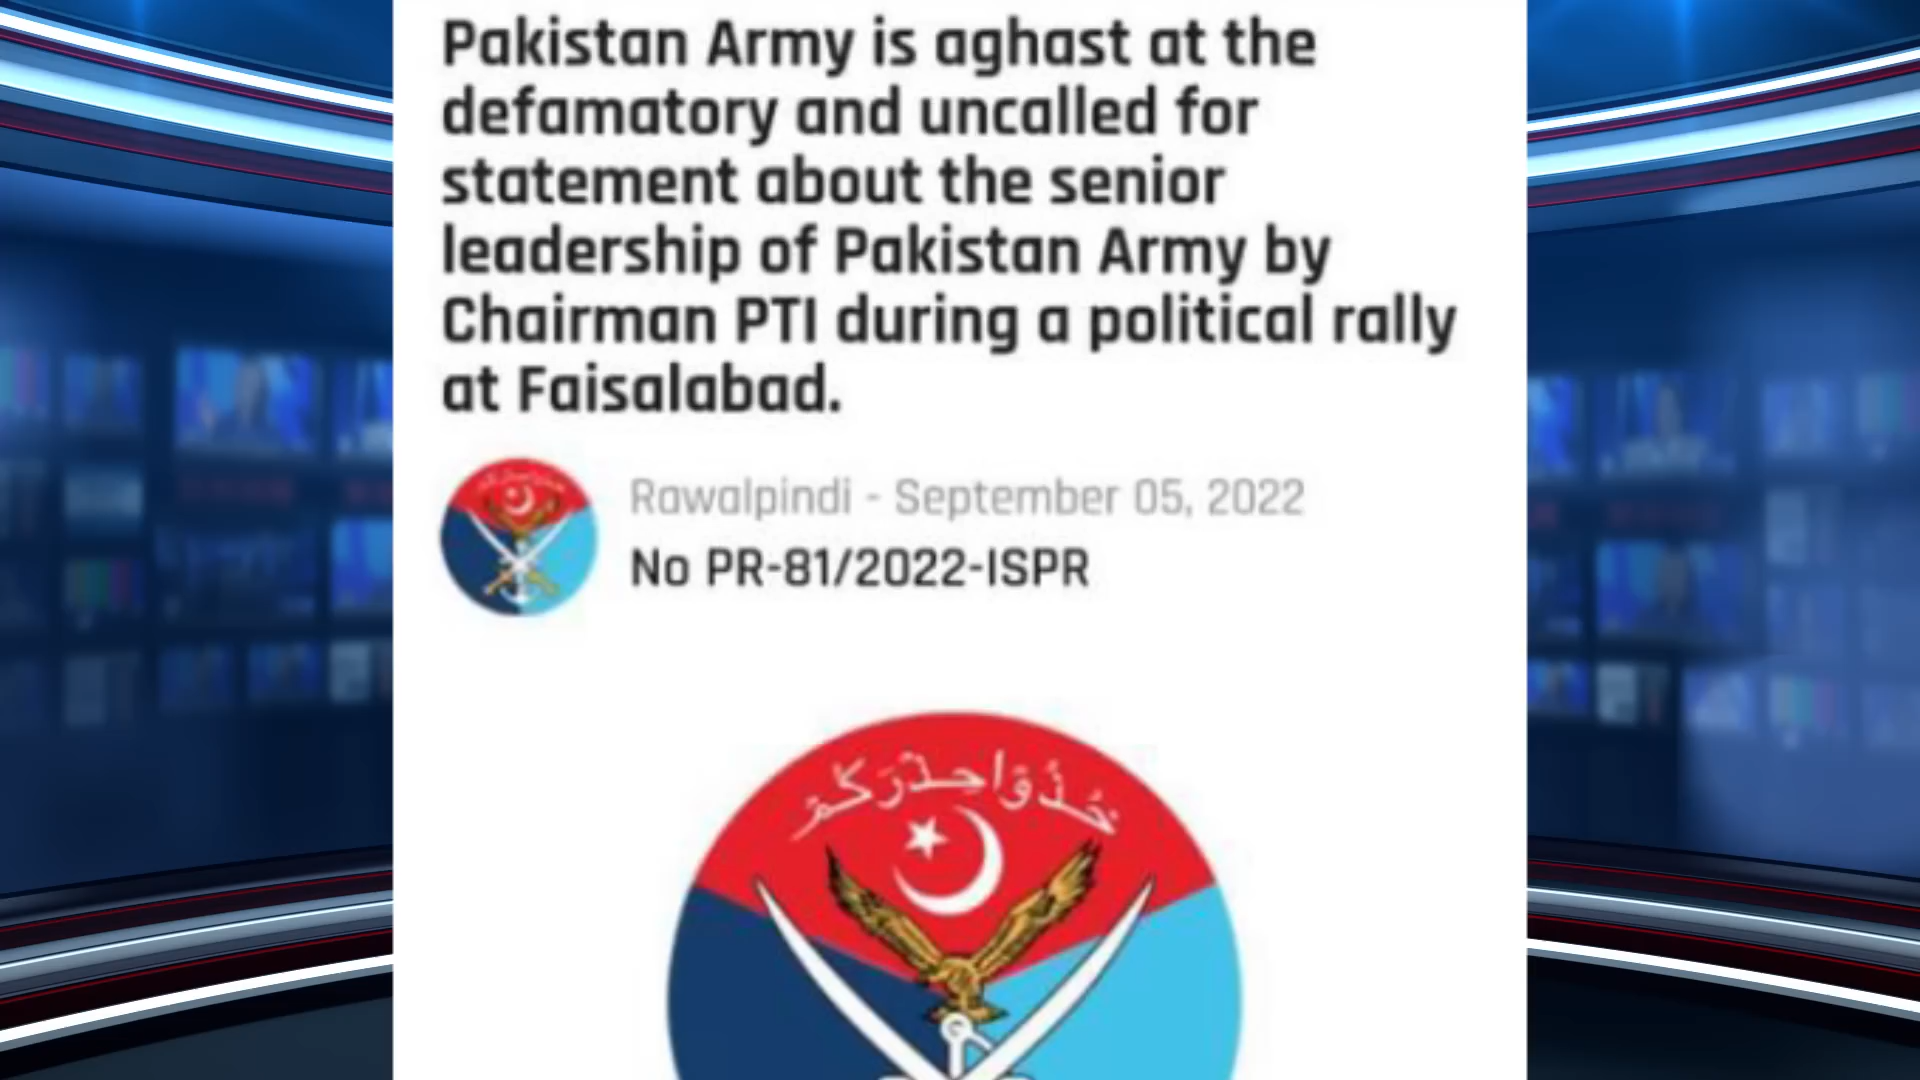 Pakistan Army is aghast at the
defamatory and uncalled for
statement about the senior
leadership of Pakistan Army by
Chairman PTI during a political rally
at Faisalabad.
Rawalpindi - September 05, 2022
No PR-81/2022-ISPR
خُذُوْاحِذْرَكُمْ